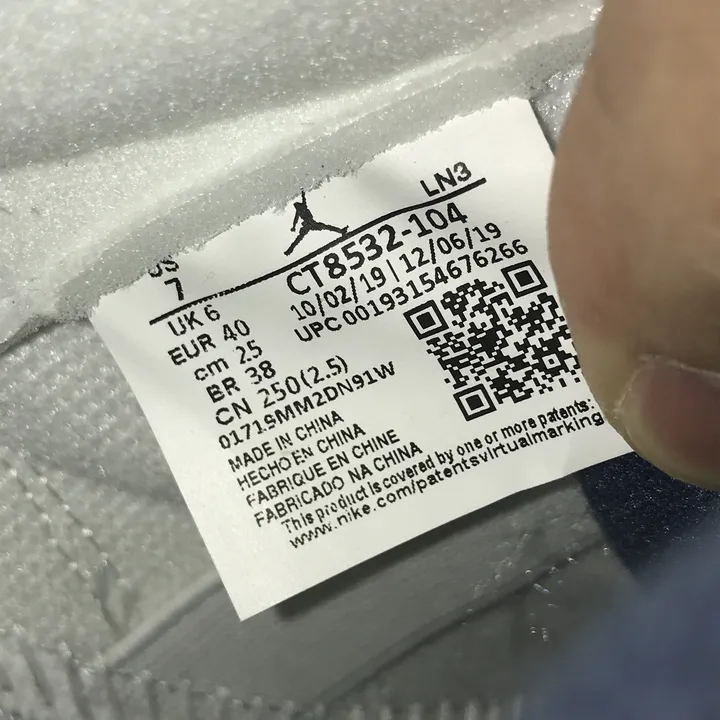 LN3
US
7
CT8532-104
10/02/19 | 12/06/19
UPC 00193154676266
UK 6
EUR 40
cm 25
BR 38
CN 250(2.5)
01719MM2DN91W
MADE IN CHINA
HECHO EN CHINA
FABRIQUE EN CHINE
FABRICADO NA CHINA
This product is covered by one or more patents:
www.nike.com/patentsvirtualmarking